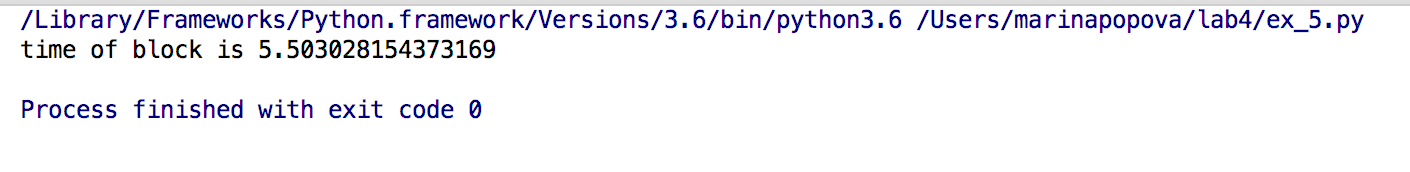 /Library/Frameworks/Python.framework/Versions/3.6/bin/python3.6 /Users/marinapopova/lab4/ex_5.py
time of block is 5.503028154373169
Process finished with exit code 0